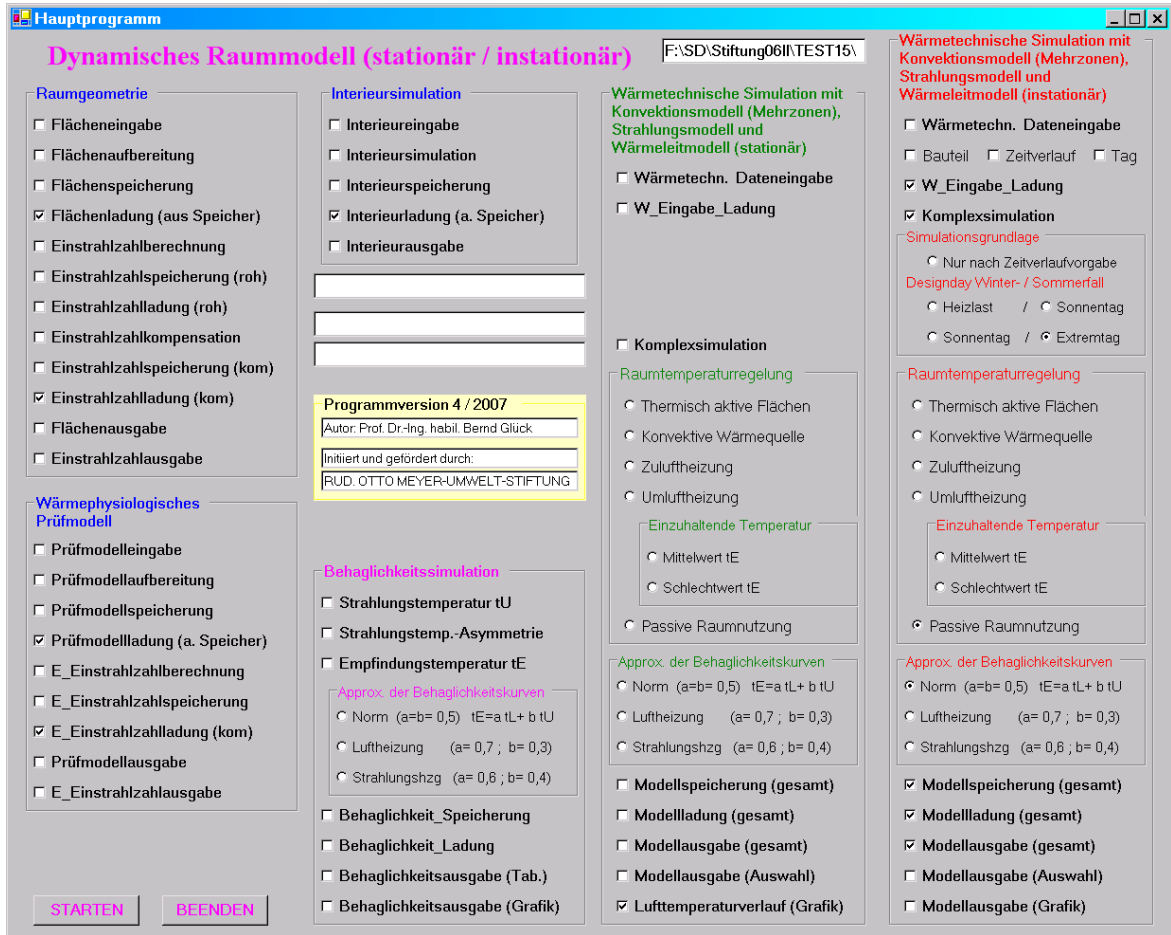 Hauptprogramm
Dynamisches Raummodell (stationär / instationär)
F:\SD\Stiftung06II\TEST15\
Raumgeometrie
Flächeneingabe
Flächenaufbereitung
Flächenspeicherung
Flächenladung (aus Speicher)
Einstrahlzahlberechnung
Einstrahlzahlspeicherung (roh)
Einstrahlzahlladung (roh)
Einstrahlzahlkompensation
Einstrahlzahlspeicherung (kom)
Einstrahlzahlladung (kom)
Flächenausgabe
Einstrahlzahlausgabe
Wärmephysiologisches
Prüfmodell
Prüfmodelleingabe
Prüfmodellaufbereitung
Prüfmodellspeicherung
Prüfmodellladung (a. Speicher)
E_Einstrahlzahlberechnung
E_Einstrahlzahlspeicherung
E_Einstrahlzahlladung (kom)
Prüfmodellausgabe
E_Einstrahlzahlausgabe
STARTEN
BEENDEN
Interieursimulation
Interieureingabe
Interieursimulation
Interieurspeicherung
Interieurladung (a. Speicher)
Interieurausgabe
Programmversion 4 / 2007
Autor: Prof. Dr.-Ing. habil. Bernd Glück
Initiiert und gefördert durch:
RUD. OTTO MEYER-UMWELT-STIFTUNG
Behaglichkeitssimulation
Strahlungstemperatur tU
Strahlungstemp.-Asymmetrie
Empfindungstemperatur tE
Approx. der Behaglichkeitskurven
Norm (a=b= 0,5) tE=a tL+ b tU
Luftheizung (a= 0,7 ; b= 0,3)
Strahlungshzg (a= 0,6 ; b= 0,4)
Behaglichkeit_Speicherung
Behaglichkeit_Ladung
Behaglichkeitsausgabe (Tab.)
Behaglichkeitsausgabe (Grafik)
Wärmetechnische Simulation mit
Konvektionsmodell (Mehrzonen),
Strahlungsmodell und
Wärmeleitmodell (stationär)
Wärmetechn. Dateneingabe
W_Eingabe_Ladung
Komplexsimulation
Raumtemperaturregelung
Thermisch aktive Flächen
Konvektive Wärmequelle
Zuluftheizung
Umluftheizung
Einzuhaltende Temperatur
Mittelwert tE
Schlechtwert tE
Passive Raumnutzung
Approx. der Behaglichkeitskurven
Norm (a=b= 0,5) tE=a tL+ b tU
Luftheizung (a= 0,7 ; b= 0,3)
Strahlungshzg (a= 0,6 ; b= 0,4)
Modellspeicherung (gesamt)
Modellladung (gesamt)
Modellausgabe (gesamt)
Modellausgabe (Auswahl)
Lufttemperaturverlauf (Grafik)
Wärmetechnische Simulation mit
Konvektionsmodell (Mehrzonen),
Strahlungsmodell und
Wärmeleitmodell (instationär)
Wärmetechn. Dateneingabe
Bauteil Zeitverlauf Tag
W_Eingabe_Ladung
Komplexsimulation
Simulationsgrundlage
Nur nach Zeitverlaufvorgabe
Designday Winter- / Sommerfall
Heizlast / Sonnentag
Sonnentag / Extremtag
Raumtemperaturregelung
Thermisch aktive Flächen
Konvektive Wärmequelle
Zuluftheizung
Umluftheizung
Einzuhaltende Temperatur
Mittelwert tE
Schlechtwert tE
Passive Raumnutzung
Approx. der Behaglichkeitskurven
Norm (a=b= 0,5) tE=a tL+ b tU
Luftheizung (a= 0,7 ; b= 0,3)
Strahlungshzg (a= 0,6 ; b= 0,4)
Modellspeicherung (gesamt)
Modellladung (gesamt)
Modellausgabe (gesamt)
Modellausgabe (Auswahl)
Modellausgabe (Grafik)